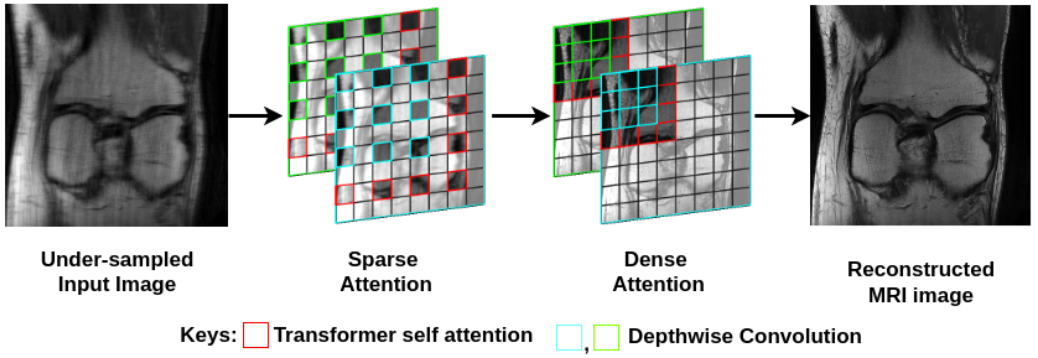 Under-sampled
Input Image
Sparse
Attention
Dense
Attention
Reconstructed
MRI image
Keys: Transformer self attention , Depthwise Convolution